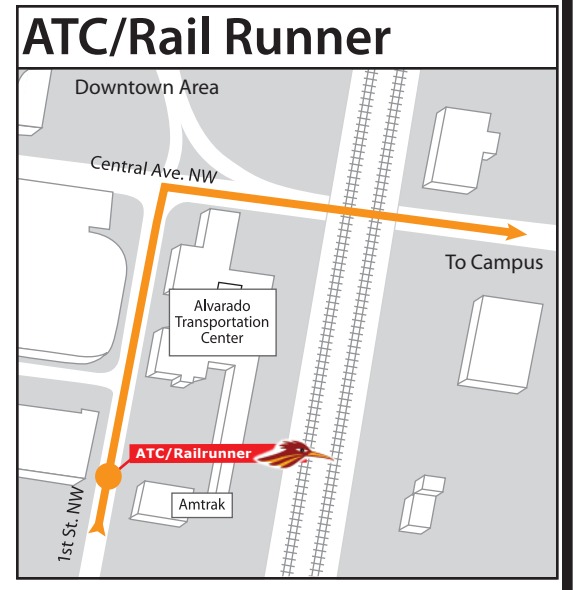 ATC/Rail Runner
Downtown Area
Central Ave. NW
To Campus
Alvarado
Transportation
Center
ATC/Railrunner
Amtrak
1st St. NW